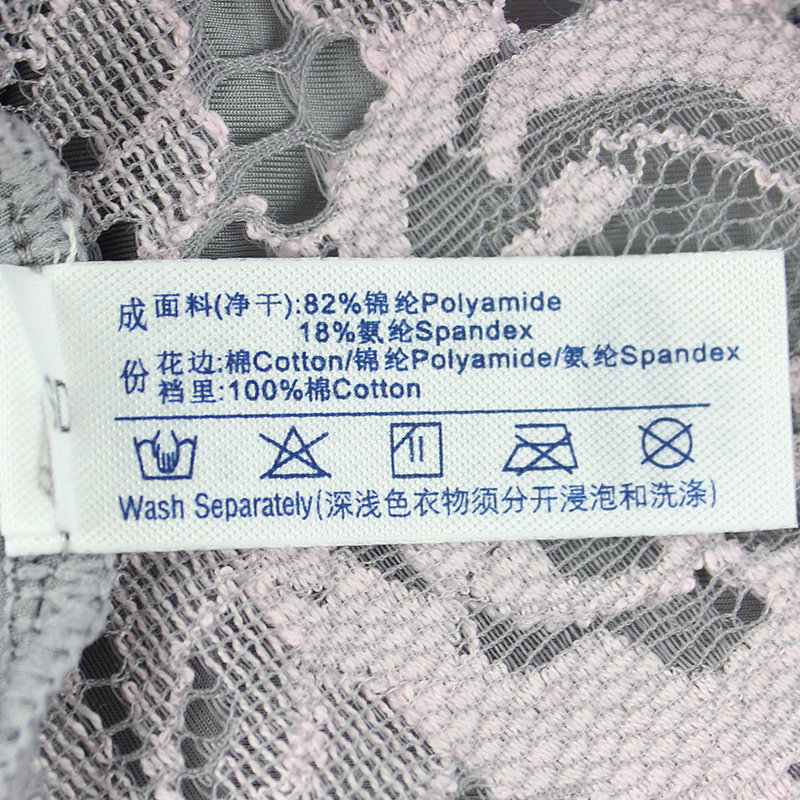 成 面料(净干):82%锦纶Polyamide
18%氨纶Spandex
份 花边:棉Cotton/锦纶Polyamide/氨纶Spandex
裆里:100%棉Cotton
Wash Separately(深浅色衣物须分开浸泡和洗涤)